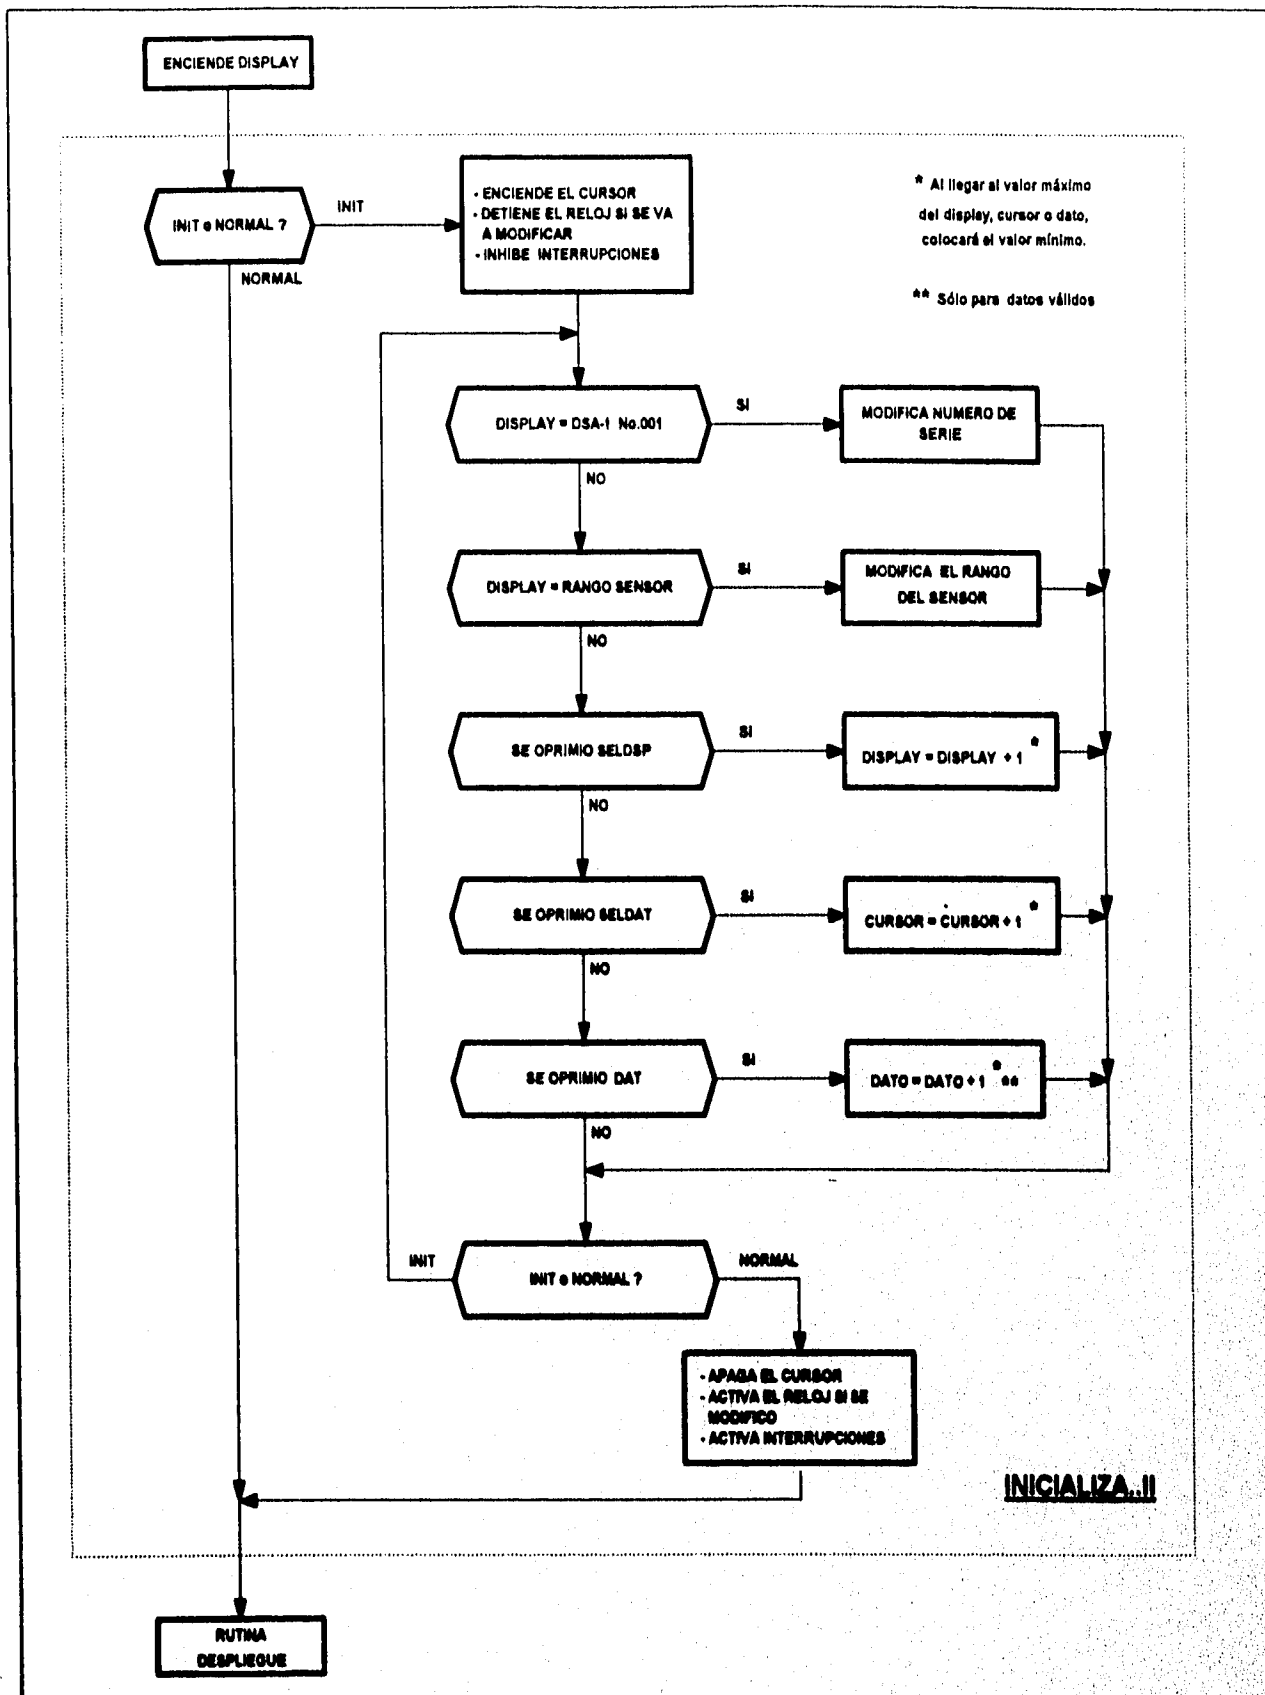 ENCIENDE DISPLAY
INIT o NORMAL ?
INIT
NORMAL
- ENCIENDE EL CURSOR
- DETIENE EL RELOJ SI SE VA
A MODIFICAR
- INHIBE INTERRUPCIONES
* Al llegar al valor máximo
del display, cursor o dato,
colocará el valor mínimo.
** Sólo para datos válidos
DISPLAY = DSA-1 No.001
SI
MODIFICA NUMERO DE
SERIE
NO
DISPLAY = RANGO SENSOR
SI
MODIFICA EL RANGO
DEL SENSOR
NO
SE OPRIMIO SELDSP
SI
DISPLAY = DISPLAY + 1 *
NO
SE OPRIMIO SELDAT
SI
CURSOR = CURSOR + 1 *
NO
SE OPRIMIO DAT
SI
DATO = DATO + 1 * **
NO
INIT
INIT o NORMAL ?
NORMAL
- APAGA EL CURSOR
- ACTIVA EL RELOJ SI SE
MODIFICO
- ACTIVA INTERRUPCIONES
INICIALIZA..II
RUTINA
DESPLIEGUE